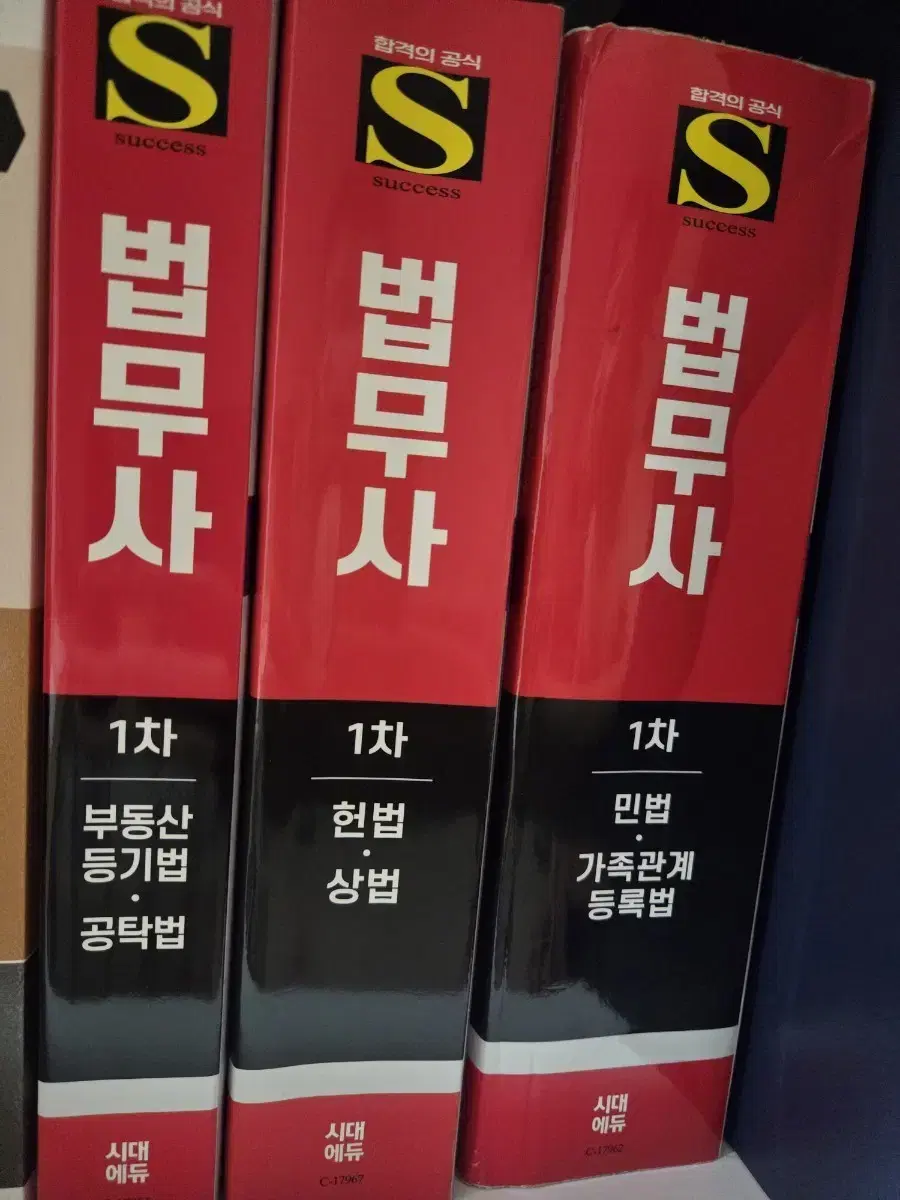 합격의 공식
S
success
법무사
1차
부동산
등기법
·
공탁법
시대
에듀
합격의 공식
S
success
법무사
1차
헌법
·
상법
시대
에듀
C-17967
합격의 공식
S
success
법무사
1차
민법
·
가족관계
등록법
시대
에듀
C-17962